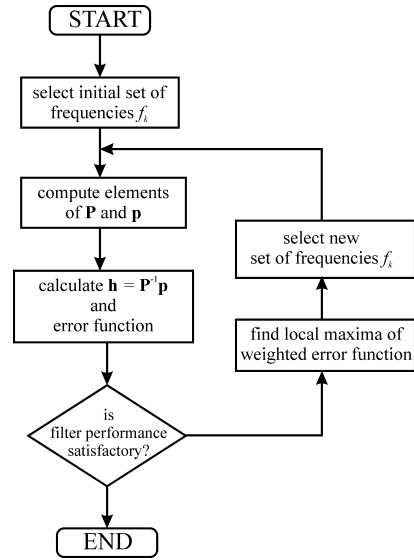 START
select initial set of
frequencies fₖ
compute elements
of P and p
calculate h = P⁻¹p
and
error function
is
filter performance
satisfactory?
END
find local maxima of
weighted error function
select new
set of frequencies fₖ